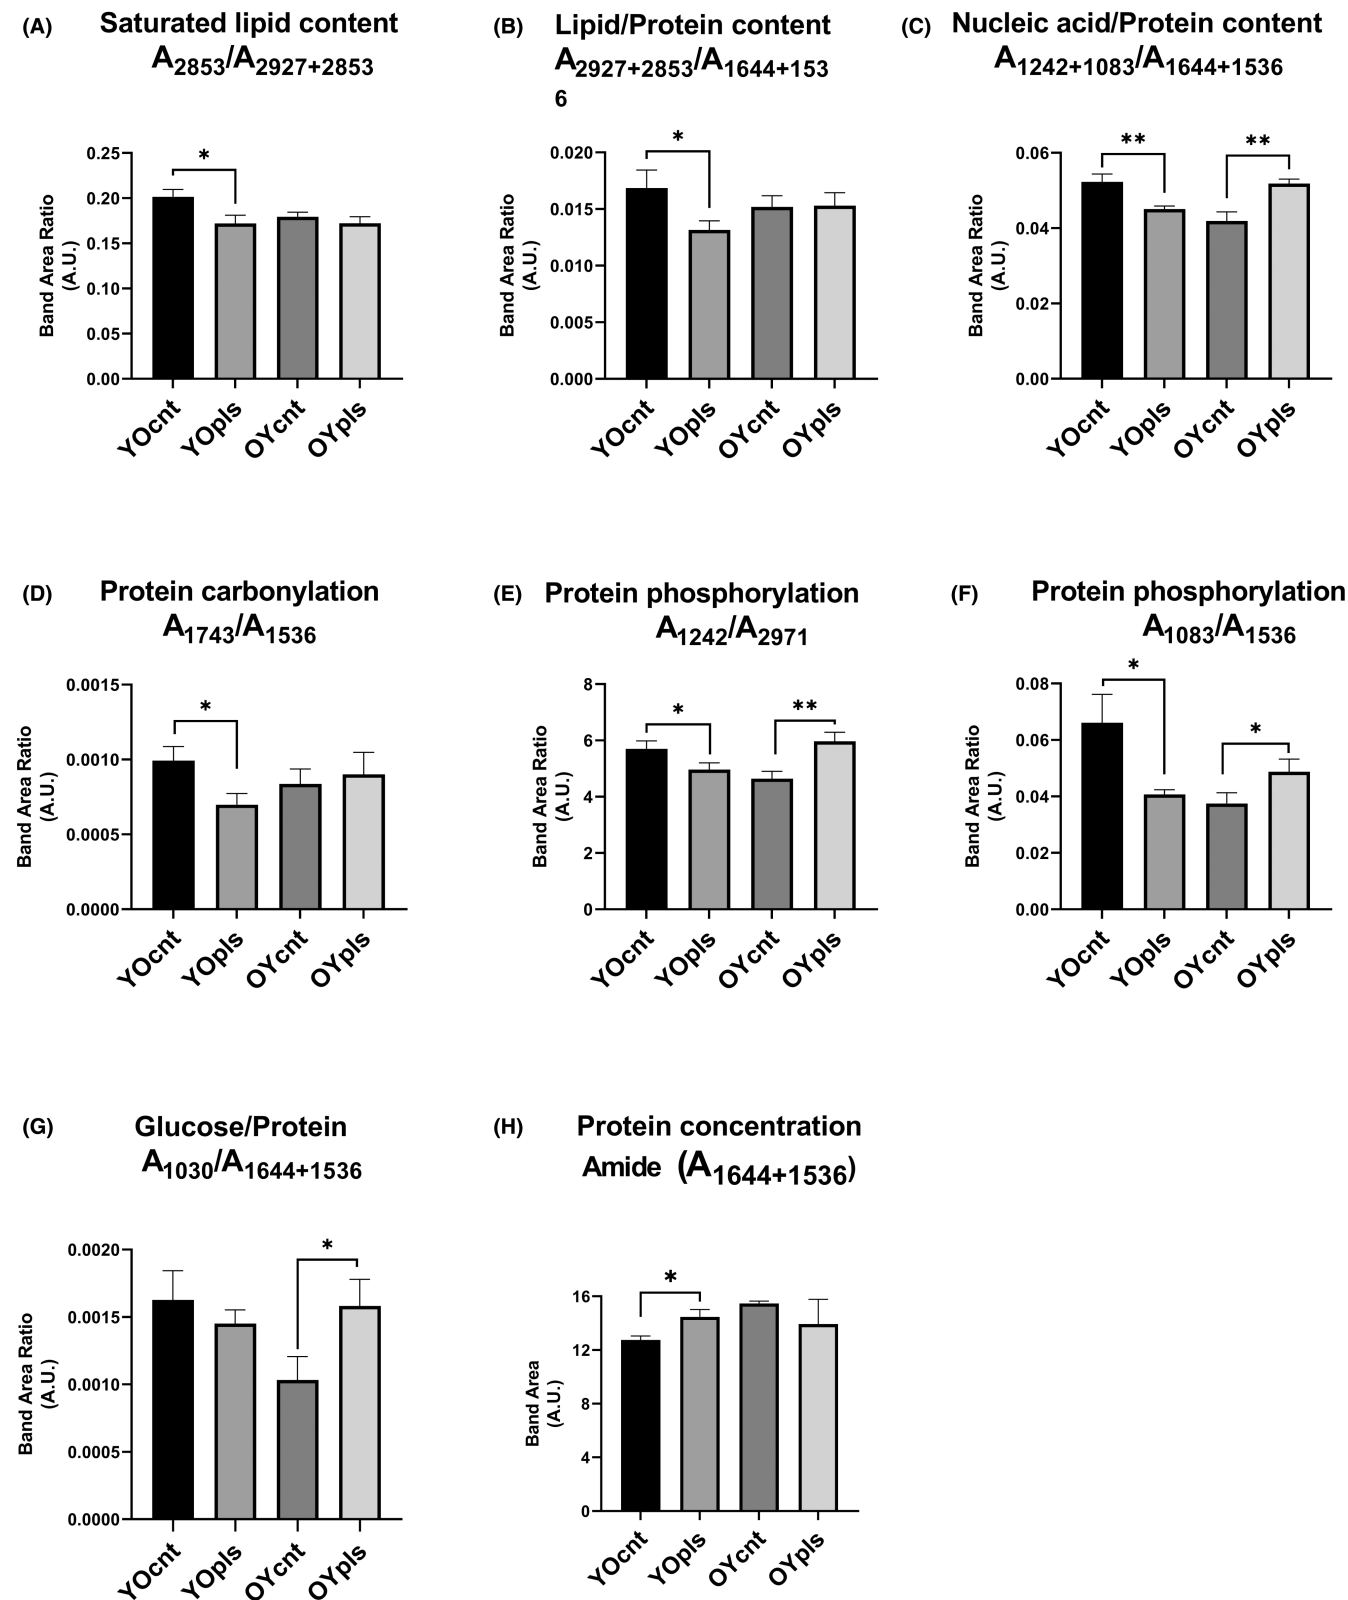 (A) Saturated lipid content
A2853/A2927+2853
*
0.25
0.20
0.15
0.10
0.05
0.00
Band Area Ratio
(A.U.)
YOcnt YOpls OYcnt OYpls
(B) Lipid/Protein content
A2927+2853/A1644+153
6
*
0.020
0.015
0.010
0.005
0.000
Band Area Ratio
(A.U.)
YOcnt YOpls OYcnt OYpls
(C) Nucleic acid/Protein content
A1242+1083/A1644+1536
** **
0.06
0.04
0.02
0.00
Band Area Ratio
(A.U.)
YOcnt YOpls OYcnt OYpls
(D) Protein carbonylation
A1743/A1536
*
0.0015
0.0010
0.0005
0.0000
Band Area Ratio
(A.U.)
YOcnt YOpls OYcnt OYpls
(E) Protein phosphorylation
A1242/A2971
* **
8
6
4
2
0
Band Area Ratio
(A.U.)
YOcnt YOpls OYcnt OYpls
(F) Protein phosphorylation
A1083/A1536
* *
0.08
0.06
0.04
0.02
0.00
Band Area Ratio
(A.U.)
YOcnt YOpls OYcnt OYpls
(G) Glucose/Protein
A1030/A1644+1536
*
0.0020
0.0015
0.0010
0.0005
0.0000
Band Area Ratio
(A.U.)
YOcnt YOpls OYcnt OYpls
(H) Protein concentration
Amide (A1644+1536)
*
16
12
8
4
0
Band Area
(A.U.)
YOcnt YOpls OYcnt OYpls